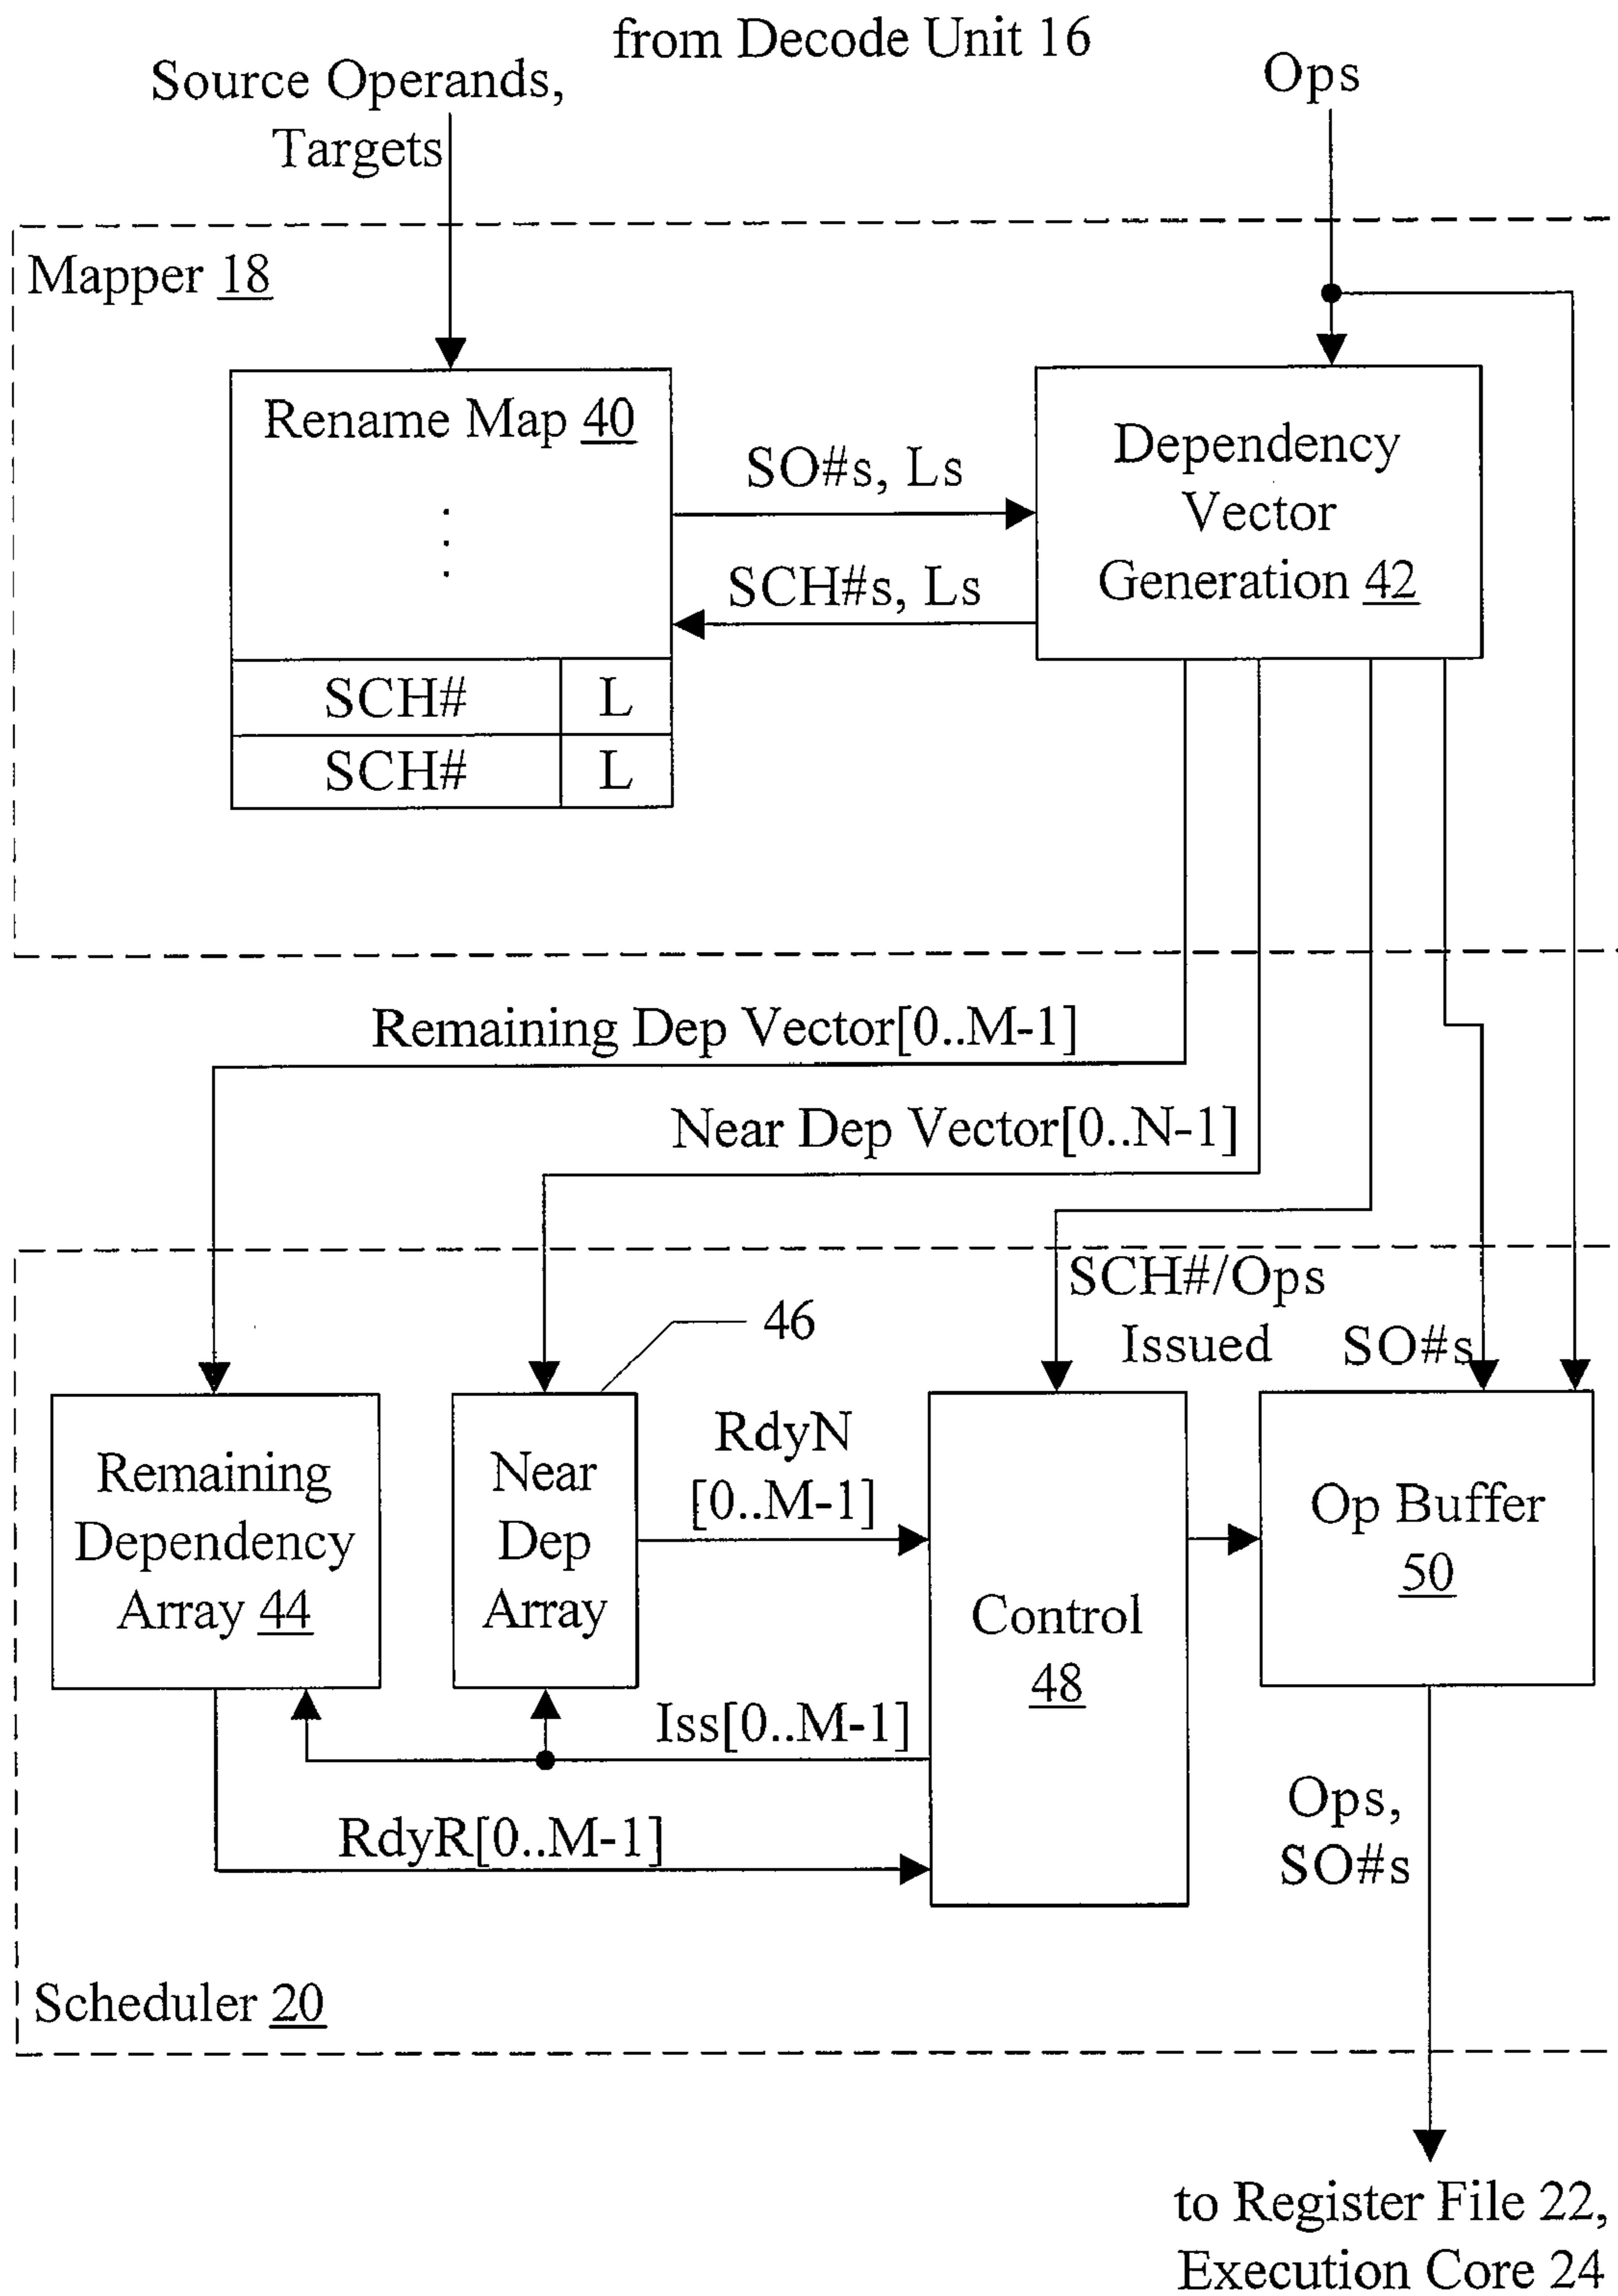 from Decode Unit 16
Source Operands,
Targets
Ops
Mapper 18
Rename Map 40
SO#s, Ls
SCH#s, Ls
SCH# L
SCH# L
Dependency
Vector
Generation 42
Remaining Dep Vector[0..M-1]
Near Dep Vector[0..N-1]
SCH#/Ops
Issued
SO#s
46
Remaining
Dependency
Array 44
Near
Dep
Array
RdyN
[0..M-1]
Control
48
Op Buffer
50
Iss[0..M-1]
RdyR[0..M-1]
Ops,
SO#s
Scheduler 20
to Register File 22,
Execution Core 24